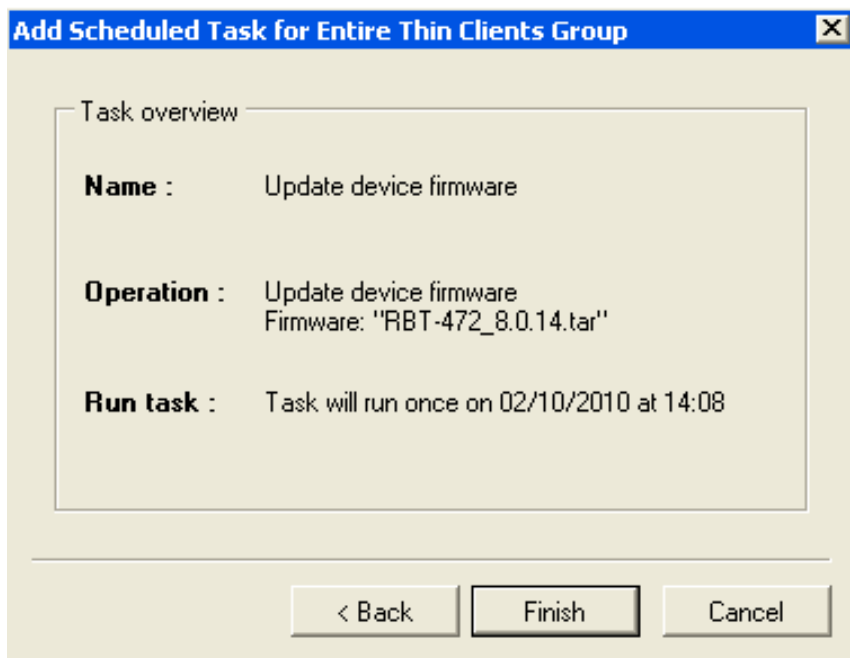 Add Scheduled Task for Entire Thin Clients Group
Task overview
Name : Update device firmware
Operation : Update device firmware
Firmware: "RBT-472_8.0.14.tar"
Run task : Task will run once on 02/10/2010 at 14:08
< Back Finish Cancel